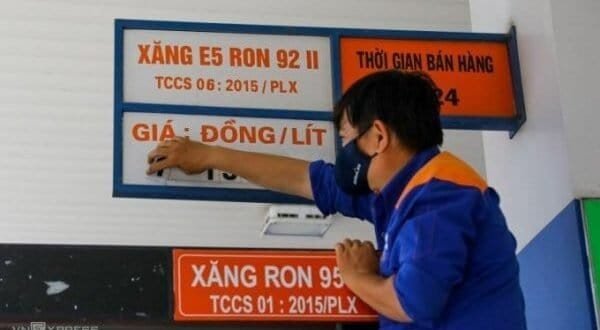 XĂNG E5 RON 92 II
TCCS 06 : 2015 / PLX
THỜI GIAN BÁN HÀNG
24
GIÁ : ĐỒNG / LÍT
XĂNG RON 95
TCCS 01 : 2015/PLX
VNEXPRESS